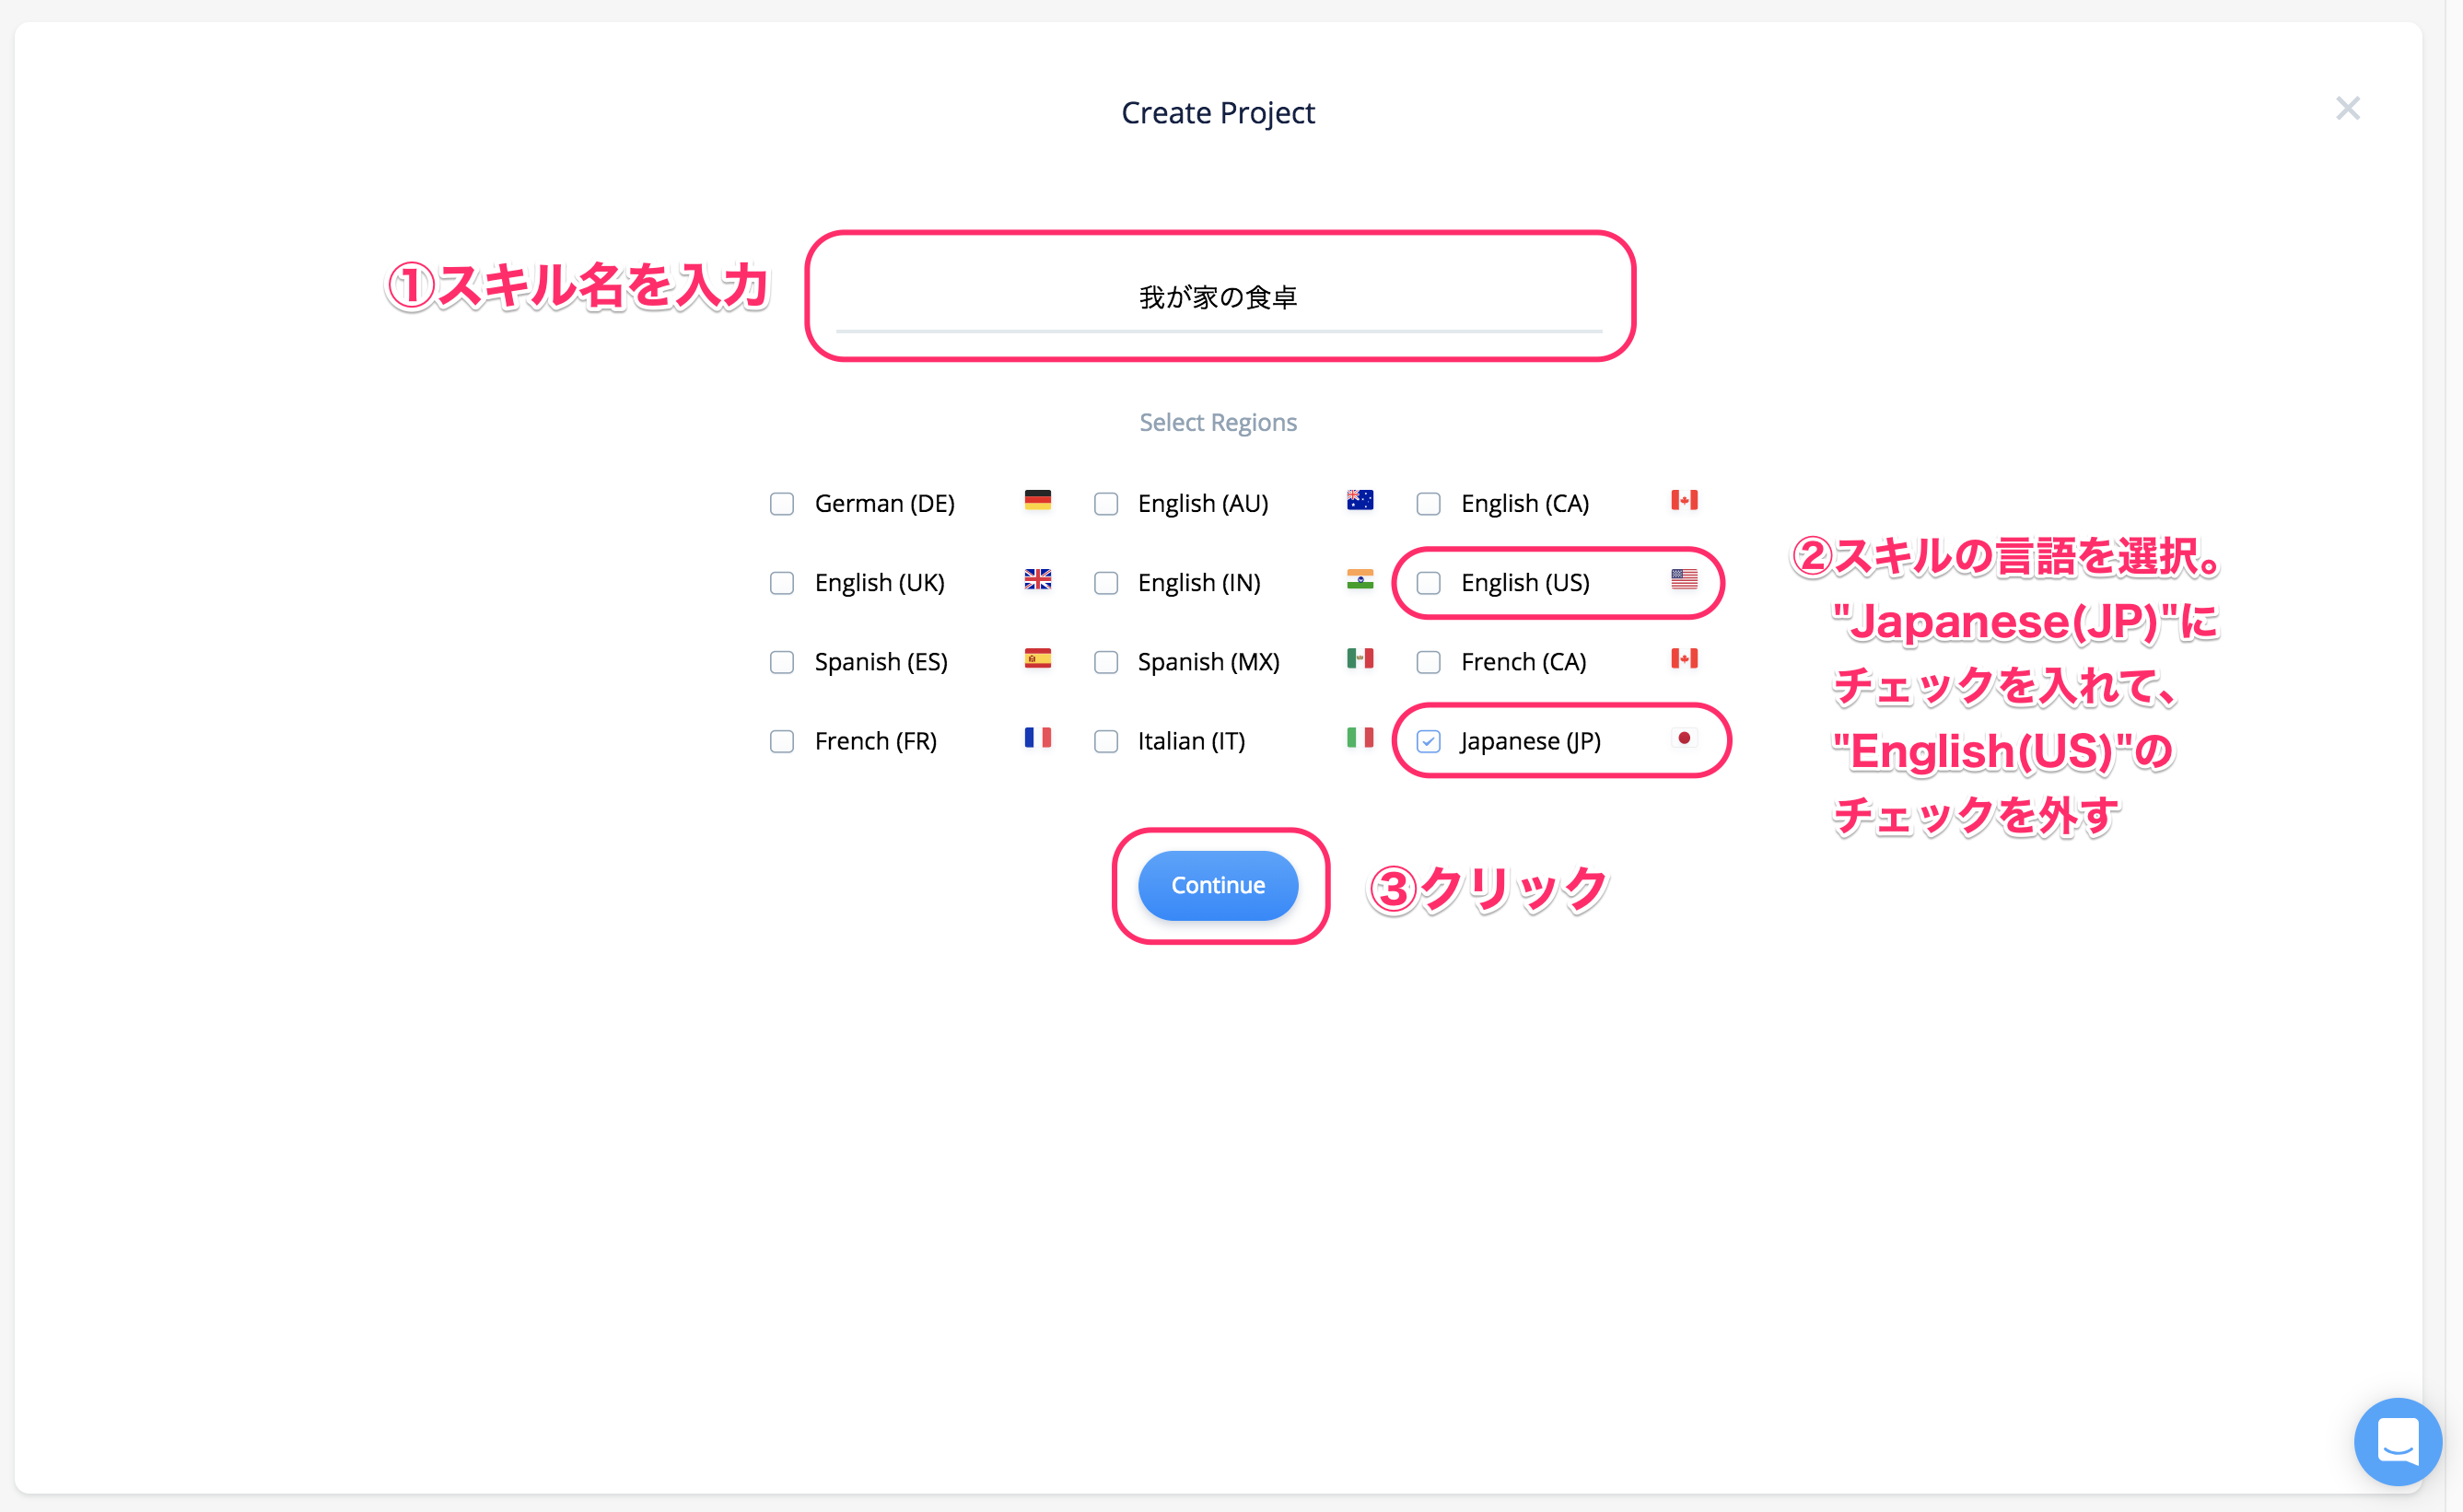 Create Project
①スキル名を入力
我が家の食卓
Select Regions
German (DE)
English (AU)
English (CA)
English (UK)
English (IN)
English (US)
Spanish (ES)
Spanish (MX)
French (CA)
French (FR)
Italian (IT)
Japanese (JP)
②スキルの言語を選択。
"Japanese(JP)"に
チェックを入れて、
"English(US)"の
チェックを外す
Continue
③クリック